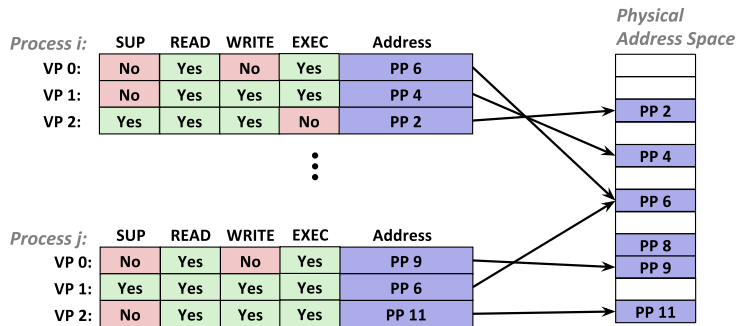 Physical
Address Space
Process i: SUP READ WRITE EXEC Address
VP 0: No Yes No Yes PP 6
VP 1: No Yes Yes Yes PP 4
VP 2: Yes Yes Yes No PP 2
PP 2
PP 4
PP 6
PP 8
PP 9
PP 11
Process j: SUP READ WRITE EXEC Address
VP 0: No Yes No Yes PP 9
VP 1: Yes Yes Yes Yes PP 6
VP 2: No Yes Yes Yes PP 11